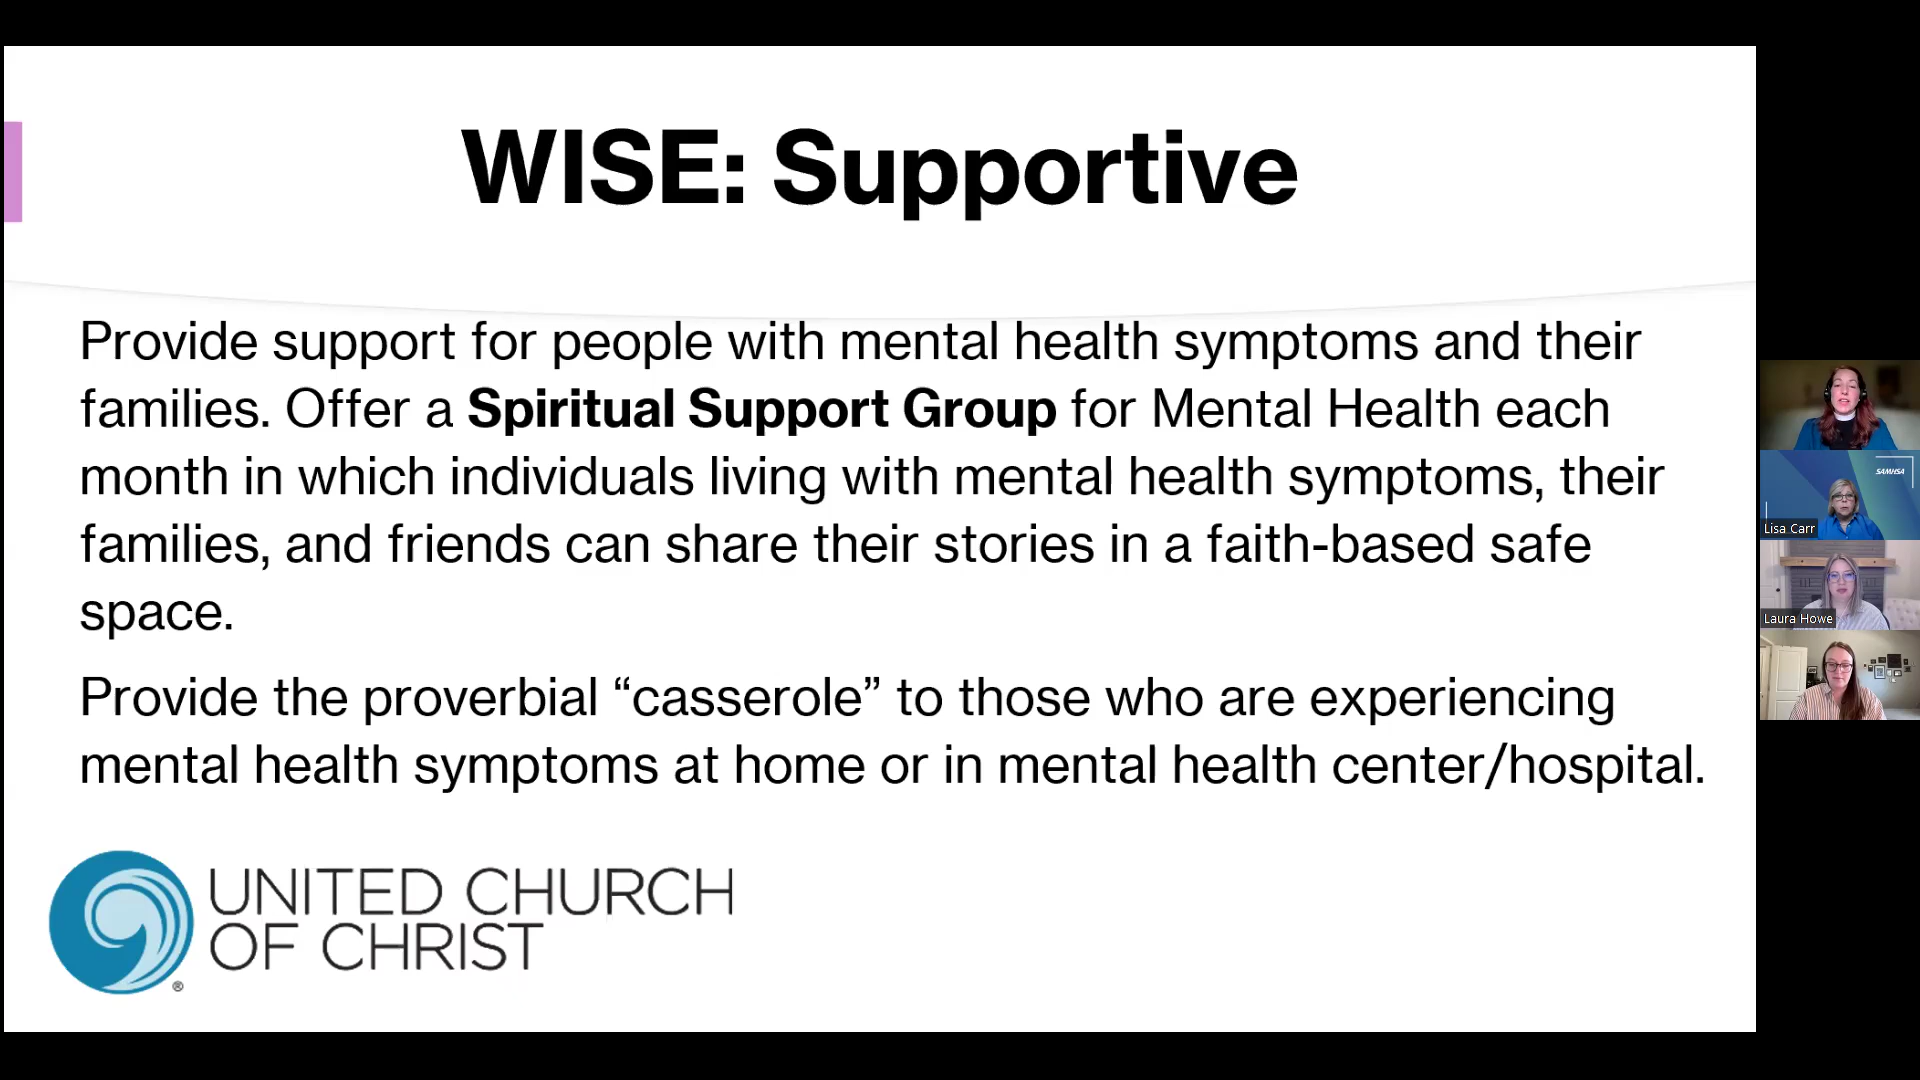 WISE: Supportive
Provide support for people with mental health symptoms and their
families. Offer a Spiritual Support Group for Mental Health each
month in which individuals living with mental health symptoms, their
families, and friends can share their stories in a faith-based safe
space.
Provide the proverbial “casserole” to those who are experiencing
mental health symptoms at home or in mental health center/hospital.
UNITED CHURCH
OF CHRIST
®
SAMHSA
Lisa Carr
Laura Howe